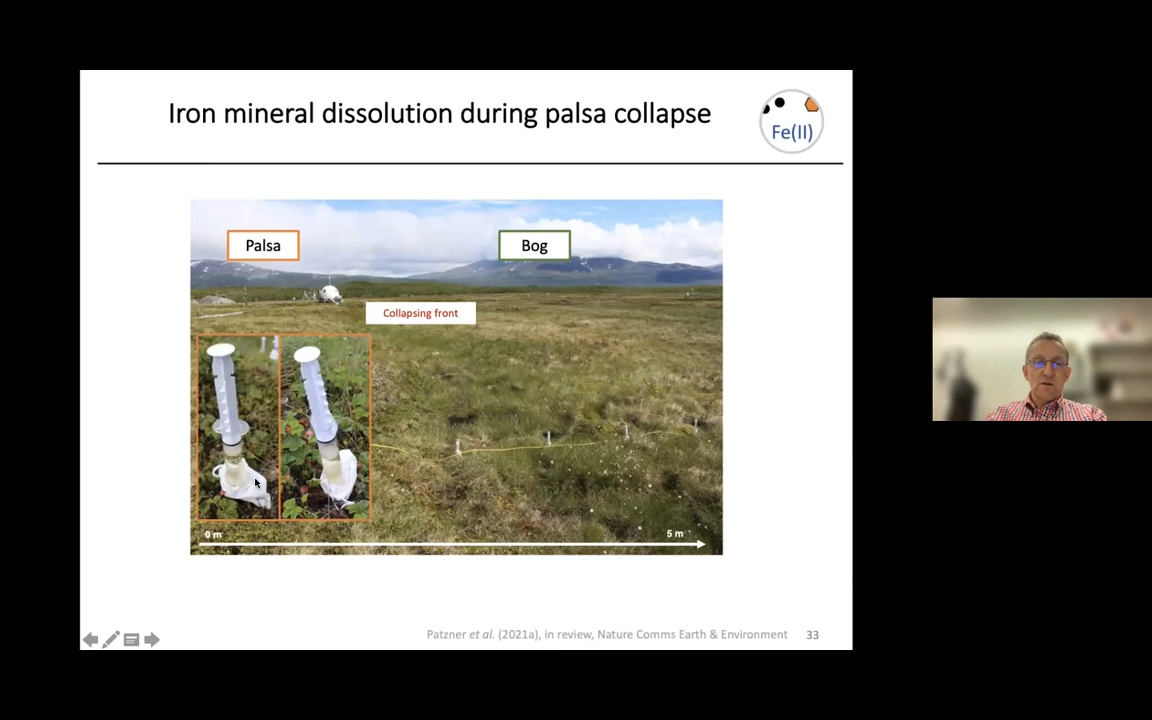 Iron mineral dissolution during palsa collapse
Fe(II)
Palsa
Bog
Collapsing front
0 m
5 m
Patzner et al. (2021a), in review, Nature Comms Earth & Environment 33